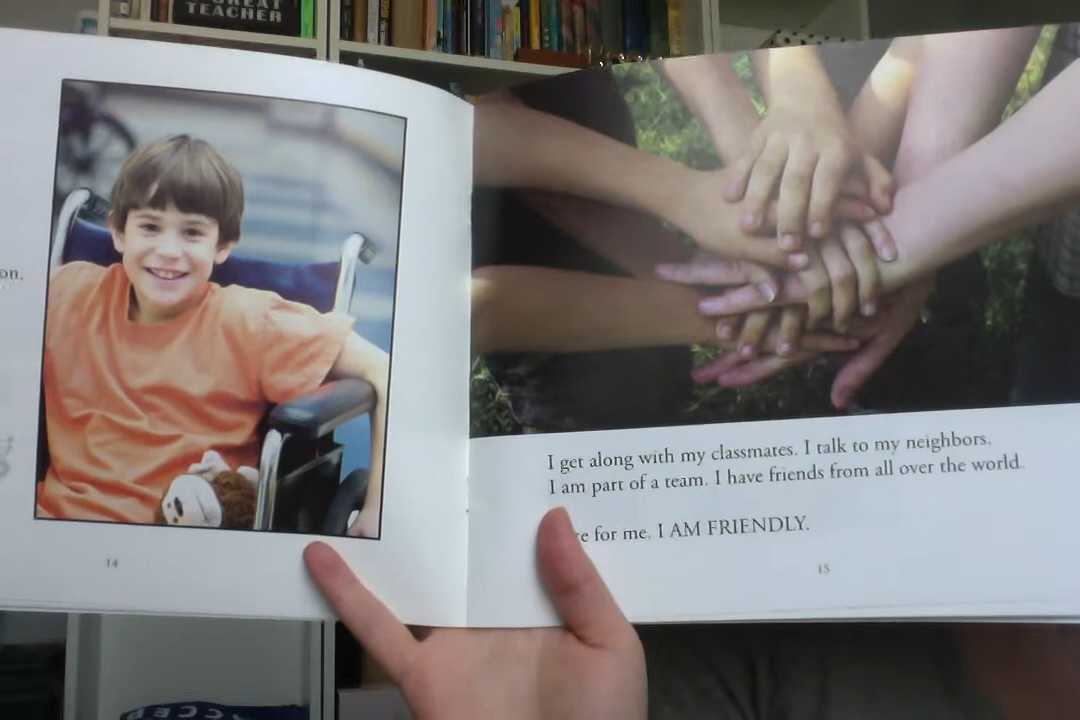 GREAT
TEACHER
on.
14
I get along with my classmates. I talk to my neighbors.
I am part of a team. I have friends from all over the world.
for me. I AM FRIENDLY.
15